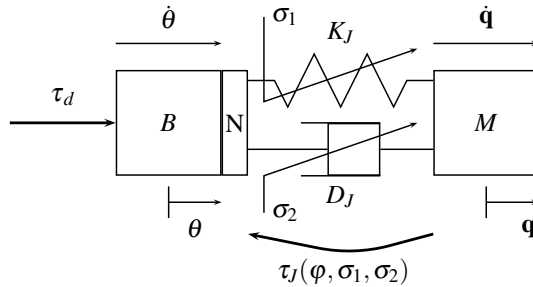 θ̇ σ₁ K_J q̇
τ_d B N M
D_J
θ σ₂ q
τ_J(φ, σ₁, σ₂)